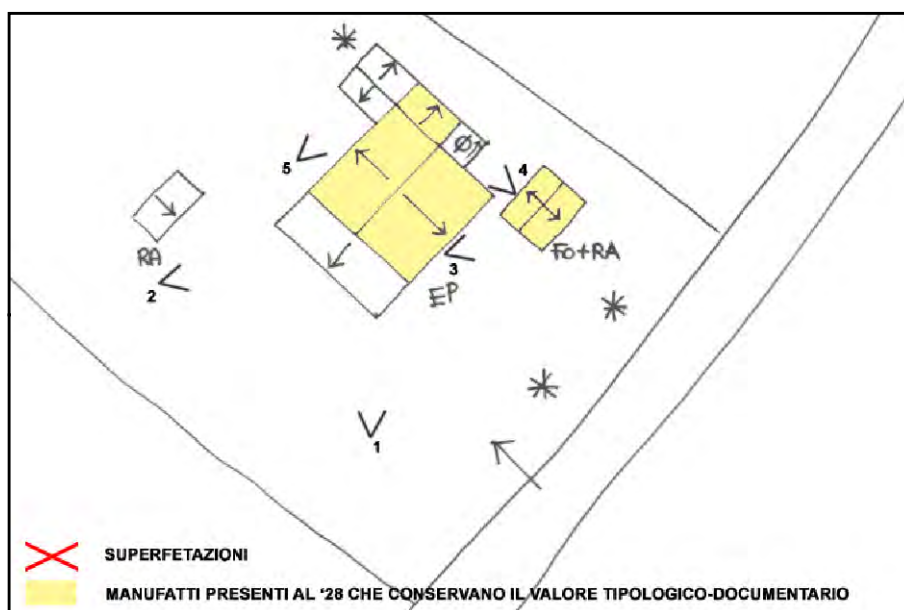 5
4
RA
2
3
FO+RA
EP
1
SUPERFETAZIONI
MANUFATTI PRESENTI AL '28 CHE CONSERVANO IL VALORE TIPOLOGICO-DOCUMENTARIO